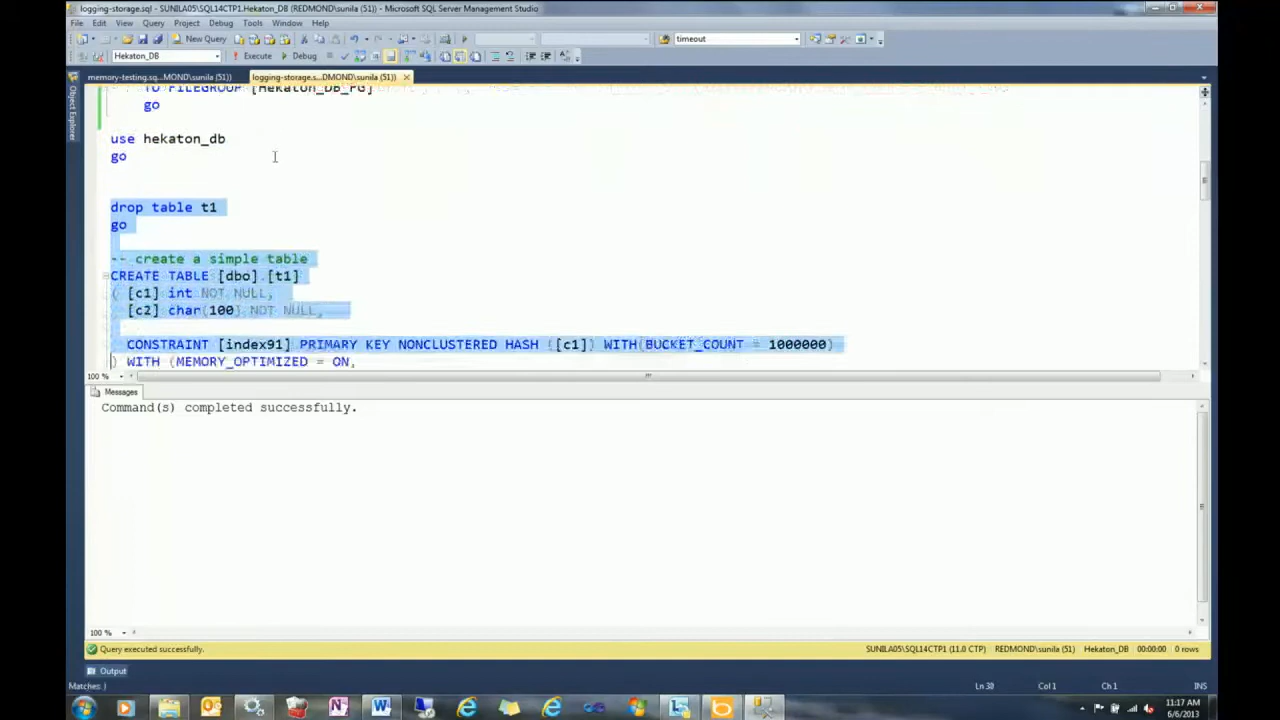 logging-storage.sql - SUNILA05\SQL14CTP1.Hekaton_DB (REDMOND\sunila (51)) - Microsoft SQL Server Management Studio
File Edit View Query Project Debug Tools Window Help
New Query timeout
Hekaton_DB Execute Debug
memory-testing.sq...MOND\sunila (51)) logging-storage.s...DMOND\sunila (51)) ×
Object Explorer
TO FILEGROUP [Hekaton_DB_FG]
go
use hekaton_db
go
drop table t1
go
-- create a simple table
CREATE TABLE [dbo].[t1]
( [c1] int NOT NULL,
[c2] char(100) NOT NULL,
CONSTRAINT [index91] PRIMARY KEY NONCLUSTERED HASH ([c1]) WITH(BUCKET_COUNT = 1000000)
) WITH (MEMORY_OPTIMIZED = ON,
100 %
Messages
Command(s) completed successfully.
100 %
Query executed successfully. SUNILA05\SQL14CTP1 (11.0 CTP) REDMOND\sunila (51) Hekaton_DB 00:00:00 0 rows
Output
Matches: Ln 38 Col 1 Ch 1 INS
11:17 AM
6/6/2013